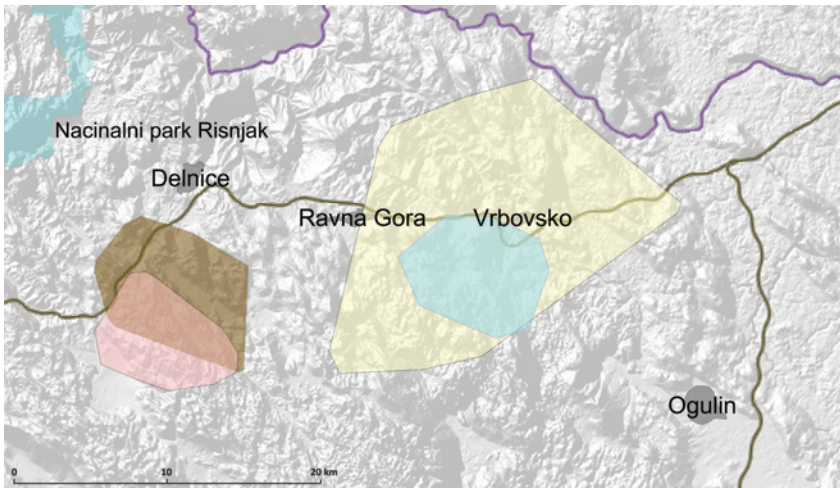 Nacinalni park Risnjak
Delnice
Ravna Gora
Vrbovsko
Ogulin
0
10
20 km